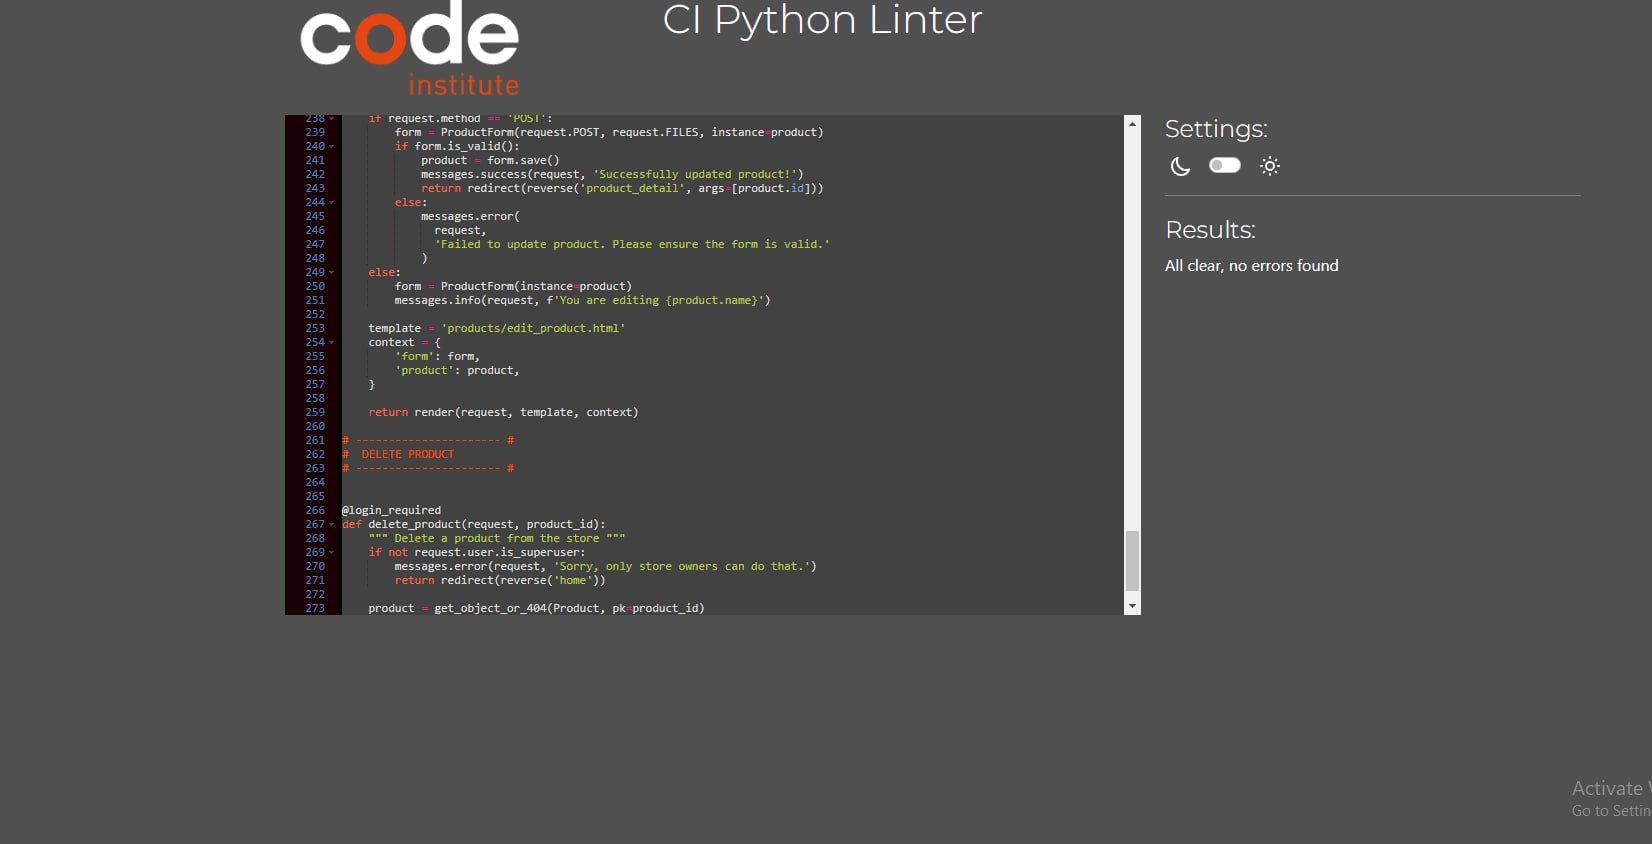 code
institute
CI Python Linter
238 if request.method == 'POST':
239 form = ProductForm(request.POST, request.FILES, instance=product)
240 if form.is_valid():
241 product = form.save()
242 messages.success(request, 'Successfully updated product!')
243 return redirect(reverse('product_detail', args=[product.id]))
244 else:
245 messages.error(
246 request,
247 'Failed to update product. Please ensure the form is valid.'
248 )
249 else:
250 form = ProductForm(instance=product)
251 messages.info(request, f'You are editing {product.name}')
252
253 template = 'products/edit_product.html'
254 context = {
255 'form': form,
256 'product': product,
257 }
258
259 return render(request, template, context)
260
261 # ---------------------- #
262 #  DELETE PRODUCT
263 # ---------------------- #
264
265
266 @login_required
267 def delete_product(request, product_id):
268 """ Delete a product from the store """
269 if not request.user.is_superuser:
270 messages.error(request, 'Sorry, only store owners can do that.')
271 return redirect(reverse('home'))
272
273 product = get_object_or_404(Product, pk=product_id)
Settings:
Results:
All clear, no errors found
Activate
Go to Settin